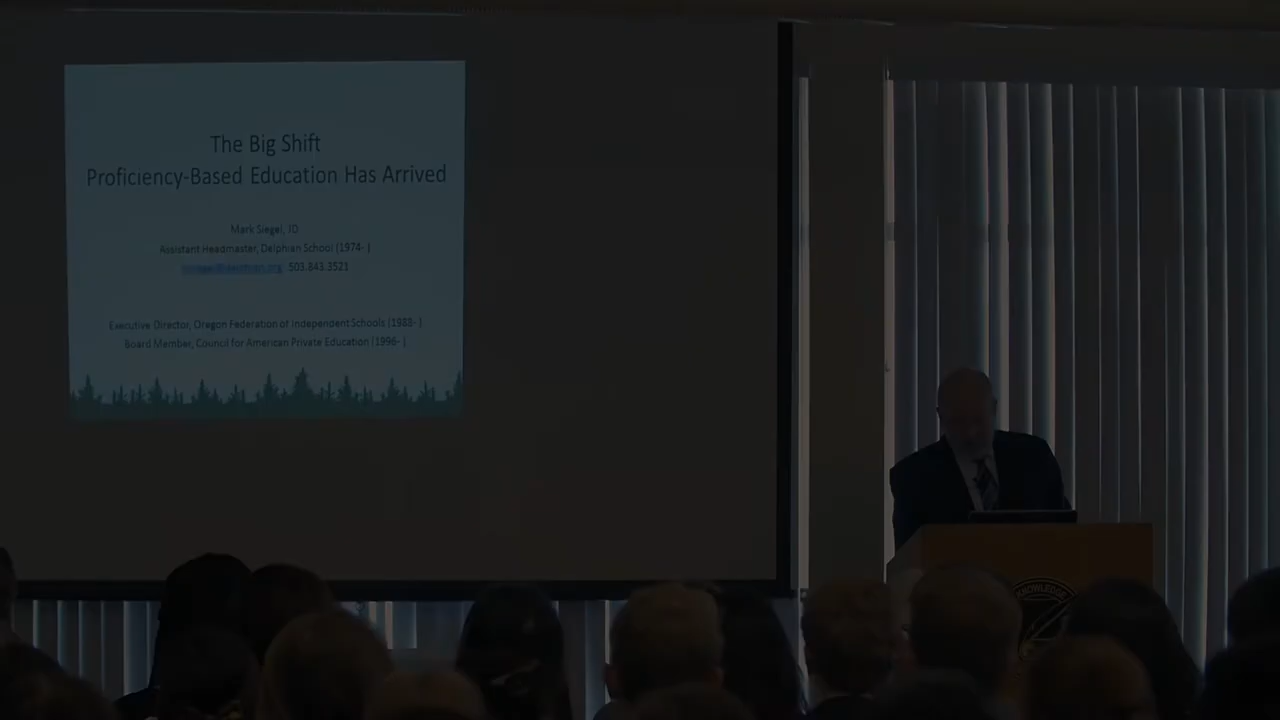 The Big Shift
Proficiency-Based Education Has Arrived
Mark Siegel, JD
Assistant Headmaster, Delphian School (1974- )
503.843.3521
Executive Director, Oregon Federation of Independent Schools (1988- )
Board Member, Council for American Private Education (1996- )
KNOWLEDGE